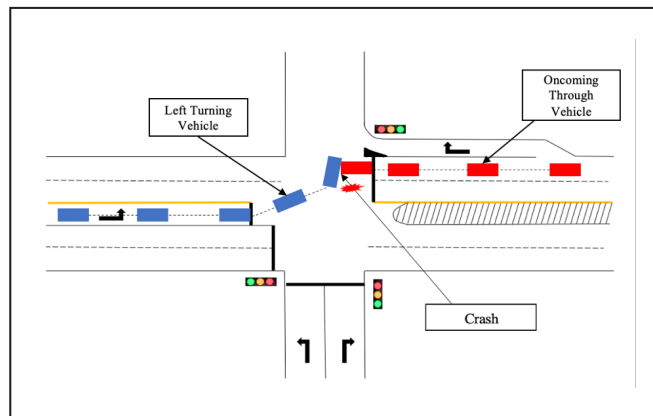 Left Turning
Vehicle
Oncoming
Through
Vehicle
Crash